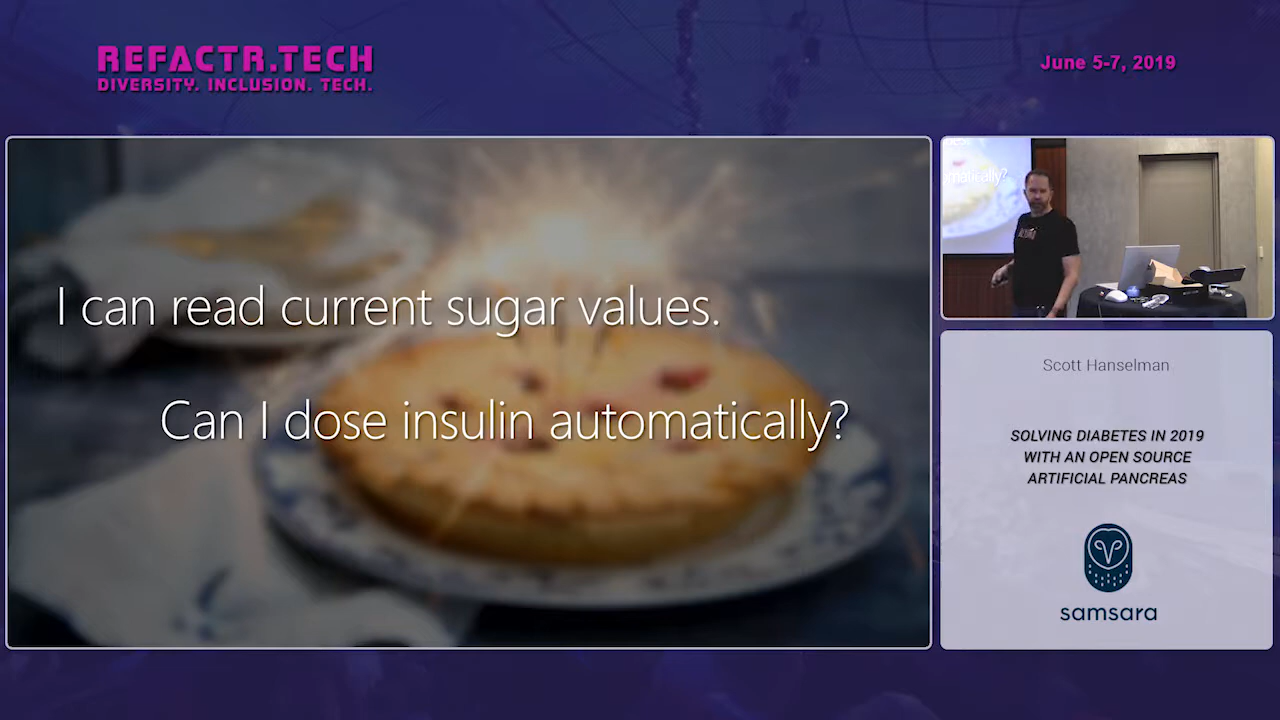 REFACTR.TECH
DIVERSITY. INCLUSION. TECH.
June 5-7, 2019
I can read current sugar values.
Can I dose insulin automatically?
omatically?
Scott Hanselman
SOLVING DIABETES IN 2019
WITH AN OPEN SOURCE
ARTIFICIAL PANCREAS
samsara